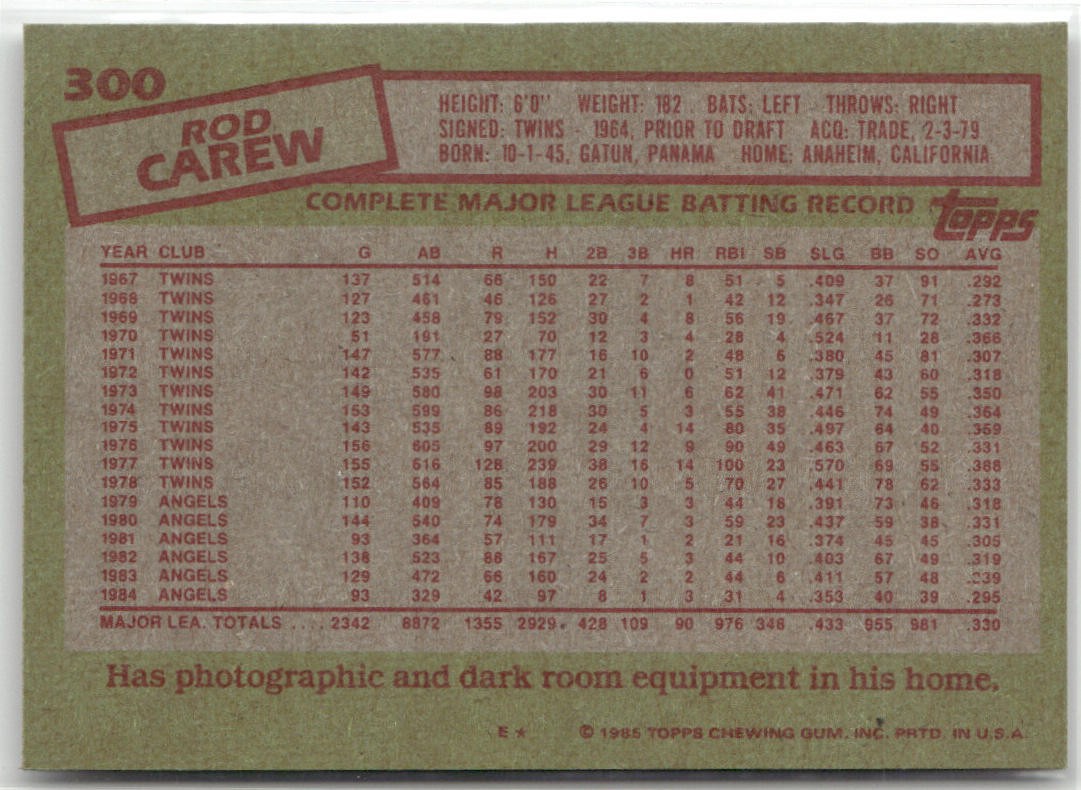 300
ROD
CAREW
HEIGHT: 6'0" WEIGHT: 182 BATS: LEFT THROWS: RIGHT
SIGNED: TWINS - 1964, PRIOR TO DRAFT ACQ: TRADE, 2-3-79
BORN: 10-1-45, GATUN, PANAMA HOME: ANAHEIM, CALIFORNIA
COMPLETE MAJOR LEAGUE BATTING RECORD topps
YEAR CLUB G AB R H 2B 3B HR RBI SB SLG BB SO AVG
1967 TWINS 137 514 66 150 22 7 8 51 5 .409 37 91 .292
1968 TWINS 127 461 46 126 27 2 1 42 12 .347 26 71 .273
1969 TWINS 123 458 79 152 30 4 8 56 19 .467 37 72 .332
1970 TWINS 51 191 27 70 12 3 4 28 4 .524 11 28 .366
1971 TWINS 147 577 88 177 16 10 2 48 6 .380 45 81 .307
1972 TWINS 142 535 61 170 21 6 0 51 12 .379 43 60 .318
1973 TWINS 149 580 98 203 30 11 6 62 41 .471 62 55 .350
1974 TWINS 153 599 86 218 30 5 3 55 38 .446 74 49 .364
1975 TWINS 143 535 89 192 24 4 14 80 35 .497 64 40 .359
1976 TWINS 156 605 97 200 29 12 9 90 49 .463 67 52 .331
1977 TWINS 155 616 128 239 38 16 14 100 23 .570 69 55 .388
1978 TWINS 152 564 85 188 26 10 5 70 27 .441 78 62 .333
1979 ANGELS 110 409 78 130 15 3 3 44 18 .391 73 46 .318
1980 ANGELS 144 540 74 179 34 7 3 59 23 .437 59 38 .331
1981 ANGELS 93 364 57 111 17 1 2 21 16 .374 45 45 .305
1982 ANGELS 138 523 88 167 25 5 3 44 10 .403 67 49 .319
1983 ANGELS 129 472 66 160 24 2 2 44 6 .411 57 48 .339
1984 ANGELS 93 329 42 97 8 1 3 31 4 .353 40 39 .295
MAJOR LEA. TOTALS .... 2342 8872 1355 2929 428 109 90 976 348 .433 955 981 .330
Has photographic and dark room equipment in his home.
E★ © 1985 TOPPS CHEWING GUM, INC. PRTD. IN U.S.A.